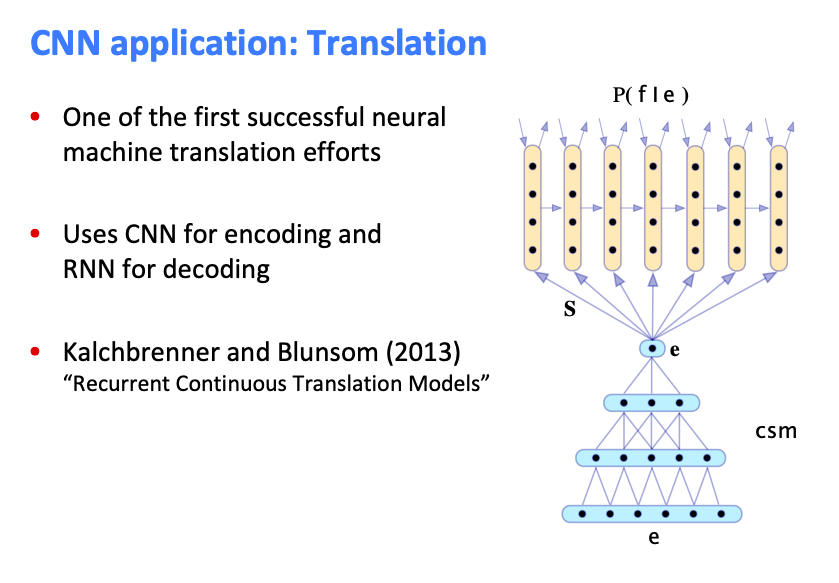 CNN application: Translation
• One of the first successful neural
machine translation efforts
• Uses CNN for encoding and
RNN for decoding
• Kalchbrenner and Blunsom (2013)
“Recurrent Continuous Translation Models”
P( f | e )
S
e
csm
e